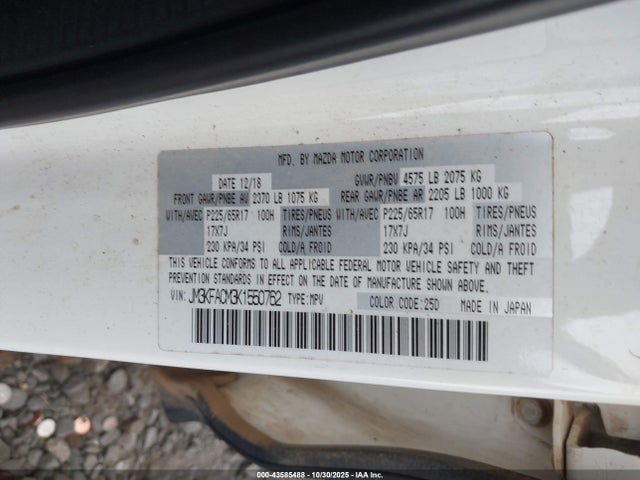 MFD. BY MAZDA MOTOR CORPORATION
DATE 12/18 GVWR/PNBV 4575 LB 2075 KG
FRONT GAWR/PNBE AV 2370 LB 1075 KG REAR GAWR/PNBE AR 2205 LB 1000 KG
WITH/AVEC P225/65R17 100H TIRES/PNEUS WITH/AVEC P225/65R17 100H TIRES/PNEUS
17X7J RIMS/JANTES 17X7J RIMS/JANTES
230 KPA/34 PSI COLD/A FROID 230 KPA/34 PSI COLD/A FROID
THIS VEHICLE CONFORMS TO ALL APPLICABLE FEDERAL MOTOR VEHICLE SAFETY AND THEFT
PREVENTION STANDARDS IN EFFECT ON THE DATE OF MANUFACTURE SHOWN ABOVE.
VIN: JM3KFACM3K1550762 TYPE:MPV COLOR CODE:25D MADE IN JAPAN
000-43585488 - 10/30/2025 - IAA Inc.